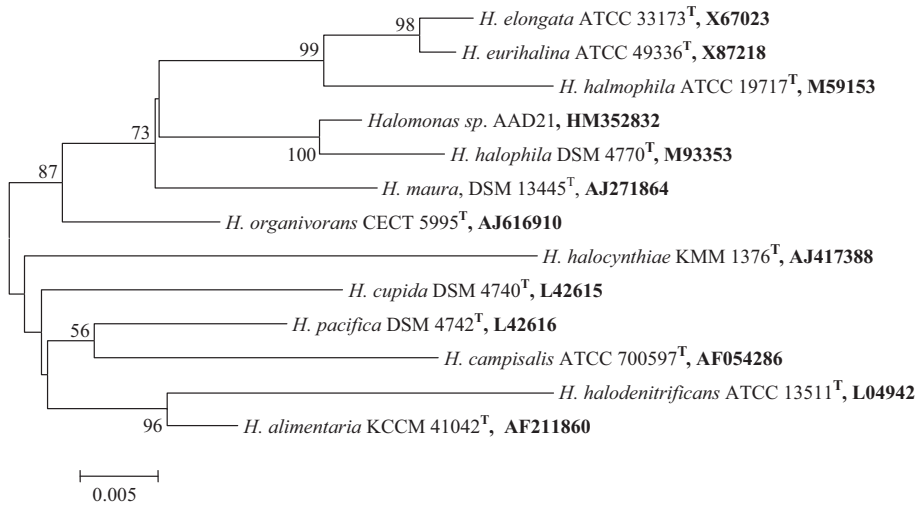 98
H. elongata ATCC 33173T, X67023
99
H. eurihalina ATCC 49336T, X87218
H. halmophila ATCC 19717T, M59153
Halomonas sp. AAD21, HM352832
73
100
H. halophila DSM 4770T, M93353
87
H. maura, DSM 13445T, AJ271864
H. organivorans CECT 5995T, AJ616910
H. halocynthiae KMM 1376T, AJ417388
H. cupida DSM 4740T, L42615
56
H. pacifica DSM 4742T, L42616
H. campisalis ATCC 700597T, AF054286
H. halodenitrificans ATCC 13511T, L04942
96
H. alimentaria KCCM 41042T, AF211860
0.005